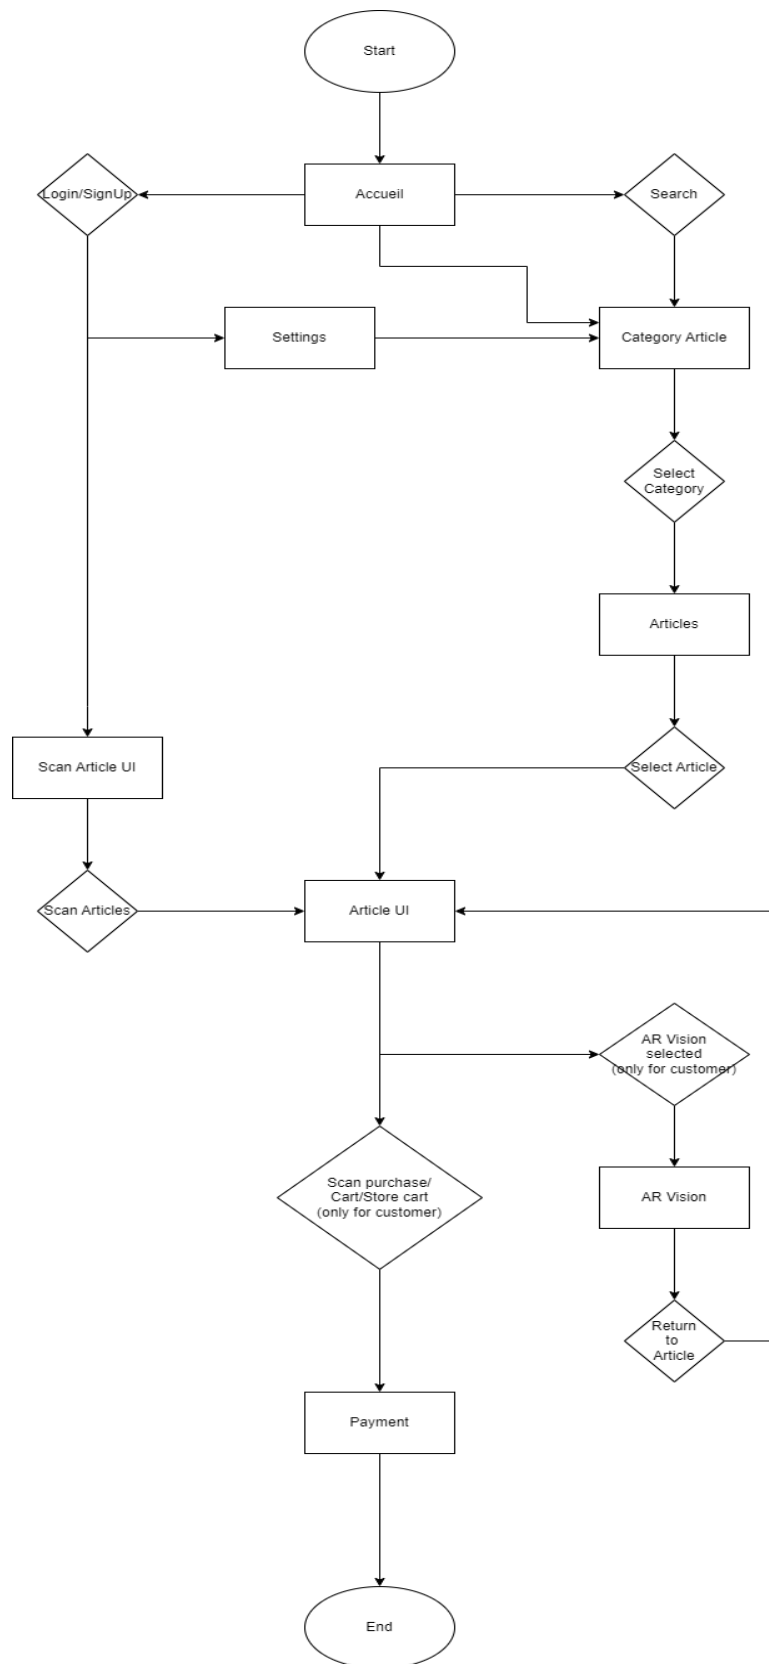 Start
Login/SignUp
Accueil
Search
Settings
Category Article
Select
Category
Articles
Scan Article UI
Select Article
Scan Articles
Article UI
AR Vision
selected
(only for customer)
Scan purchase/
Cart/Store cart
(only for customer)
AR Vision
Return
to
Article
Payment
End